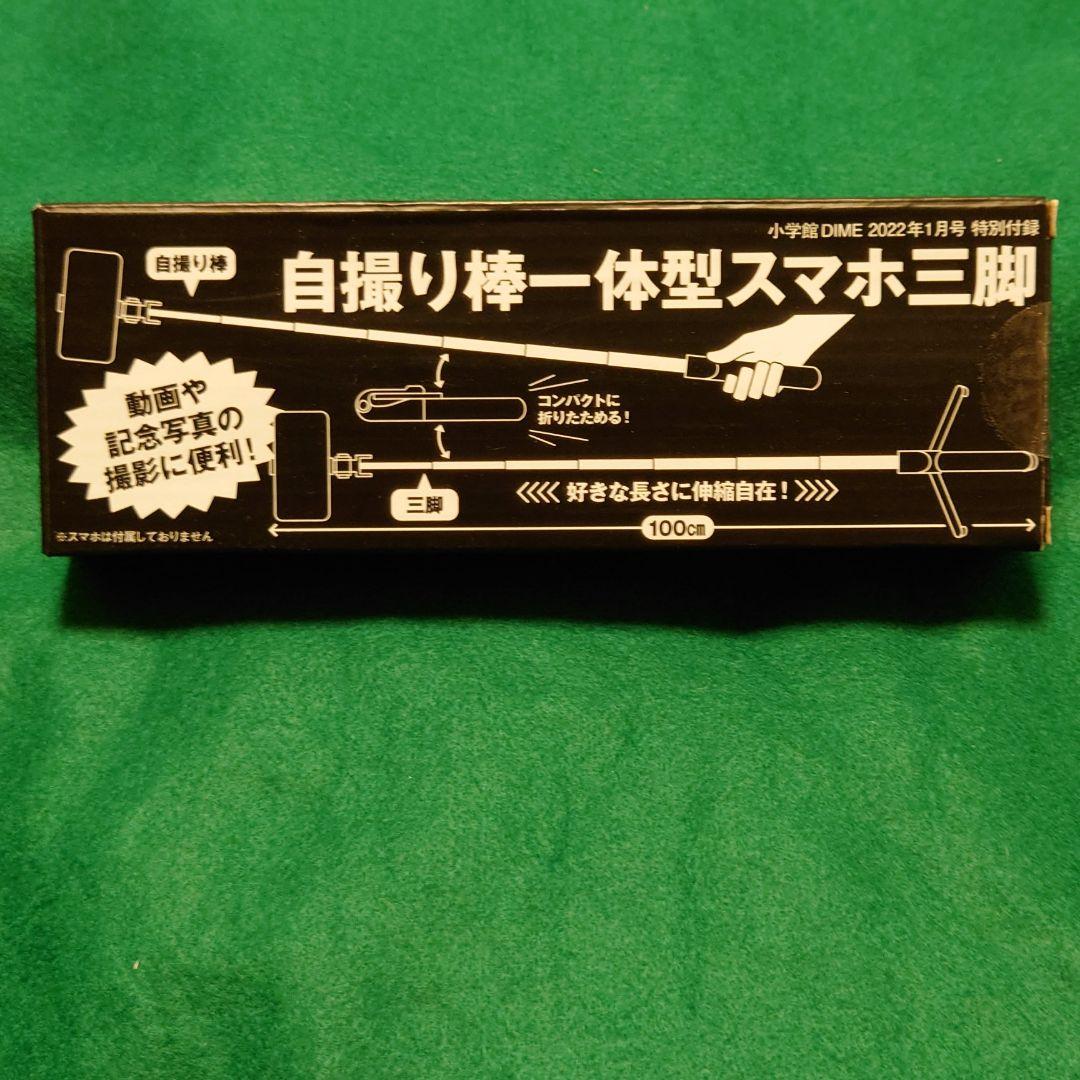 小学館DIME 2022年1月号 特別付録
自撮り棒一体型スマホ三脚
自撮り棒
動画や
記念写真の
撮影に便利!
コンパクトに
折りたためる!
三脚
<<<< 好きな長さに伸縮自在! >>>>
100cm
※スマホは付属しておりません